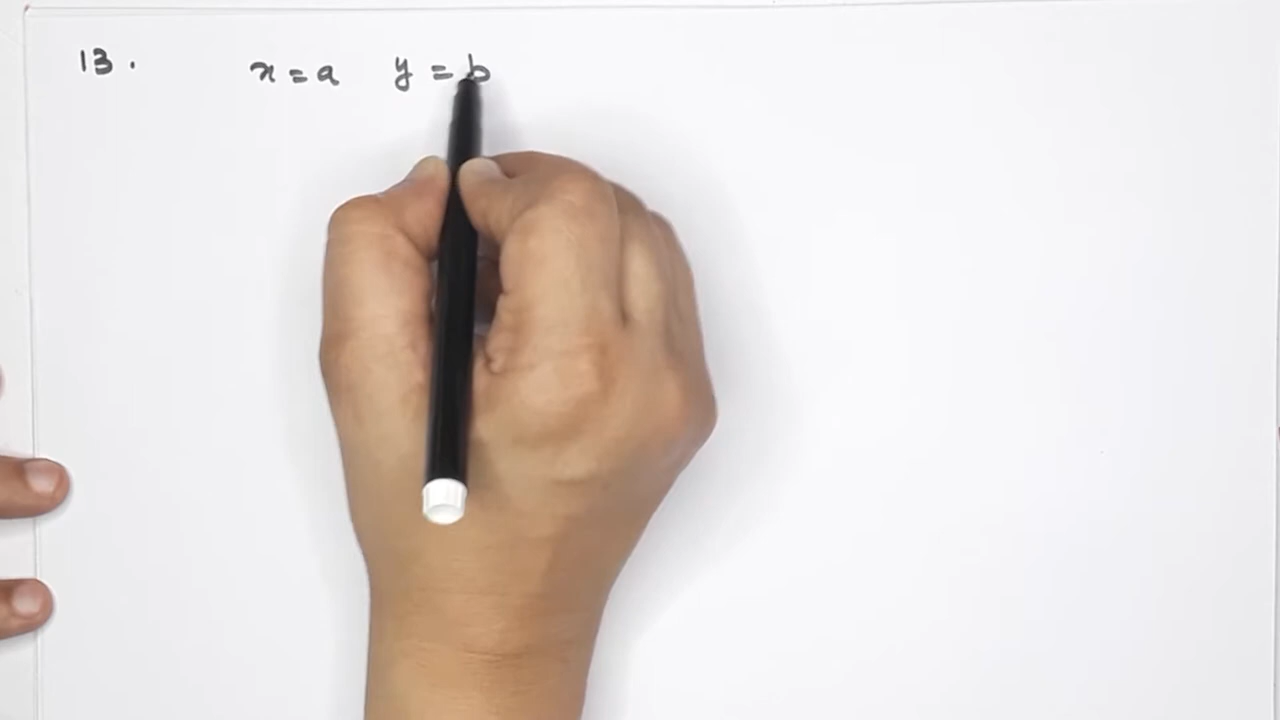 13. x = a y = b